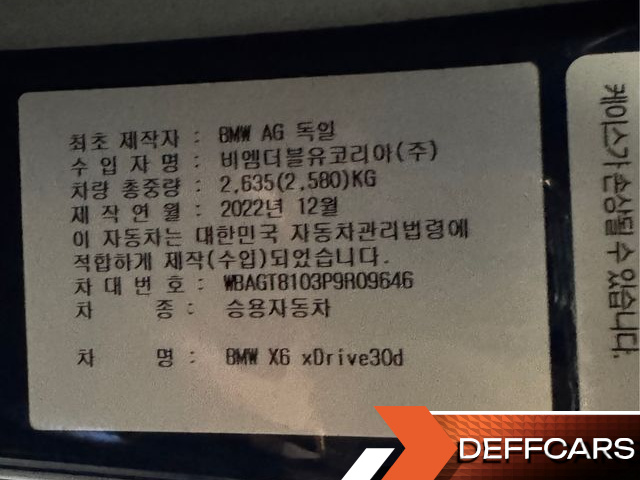 최초 제작자 : BMW AG 독일
수 입 자 명 : 비엠더블유코리아(주)
차량 총중량 : 2,635(2,580)KG
제 작 연 월 : 2022년 12월
이 자동차는 대한민국 자동차관리법령에
적합하게 제작(수입)되었습니다.
차 대 번 호 : WBAGT8103P9R09646
차 종 : 승용자동차
차 명 : BMW X6 xDrive30d
케이스가 손상될 수 있습니다.
DEFFCARS